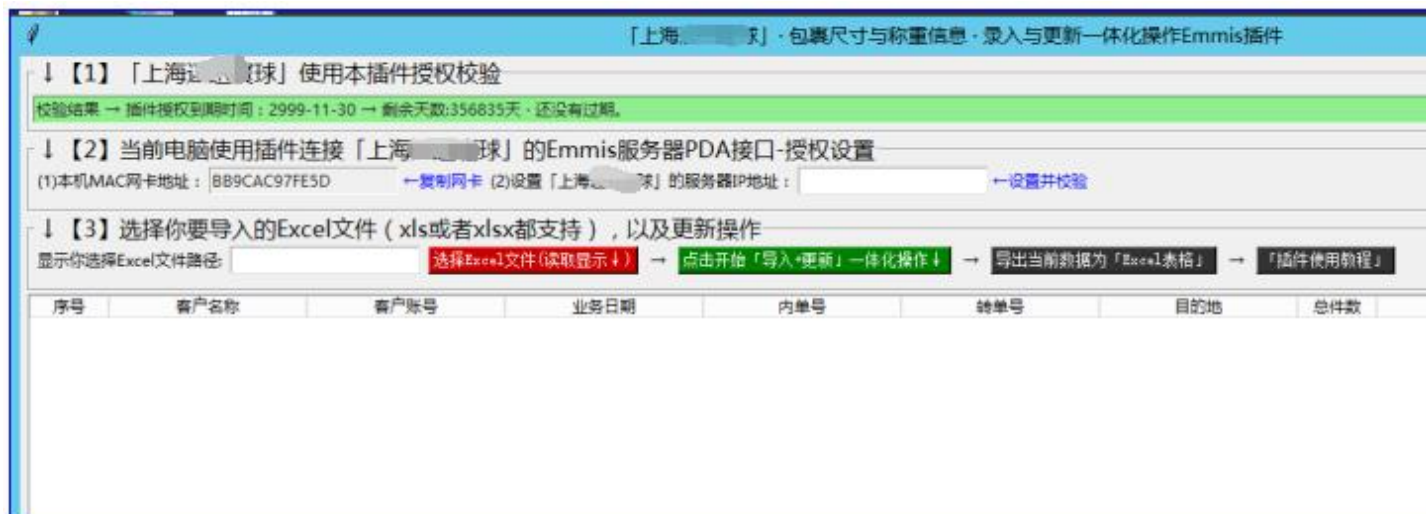 「上海 球」· 包裹尺寸与称重信息 · 录入与更新一体化操作Emmis插件
↓【1】「上海 球」使用本插件授权校验
校验结果 → 插件授权到期时间：2999-11-30 → 剩余天数:356835天 · 还没有过期。
↓【2】当前电脑使用插件连接「上海 球」的Emmis服务器PDA接口-授权设置
(1)本机MAC网卡地址： BB9CAC97FE5D ←复制网卡 (2)设置「上海 球」的服务器IP地址： ←设置并校验
↓【3】选择你要导入的Excel文件（xls或者xlsx都支持），以及更新操作
显示你选择Excel文件路径: 选择Excel文件(读取显示↓) → 点击开始「导入+更新」一体化操作↓ → 导出当前数据为「Excel表格」 → 「插件使用教程」
序号 客户名称 客户账号 业务日期 内单号 转单号 目的地 总件数